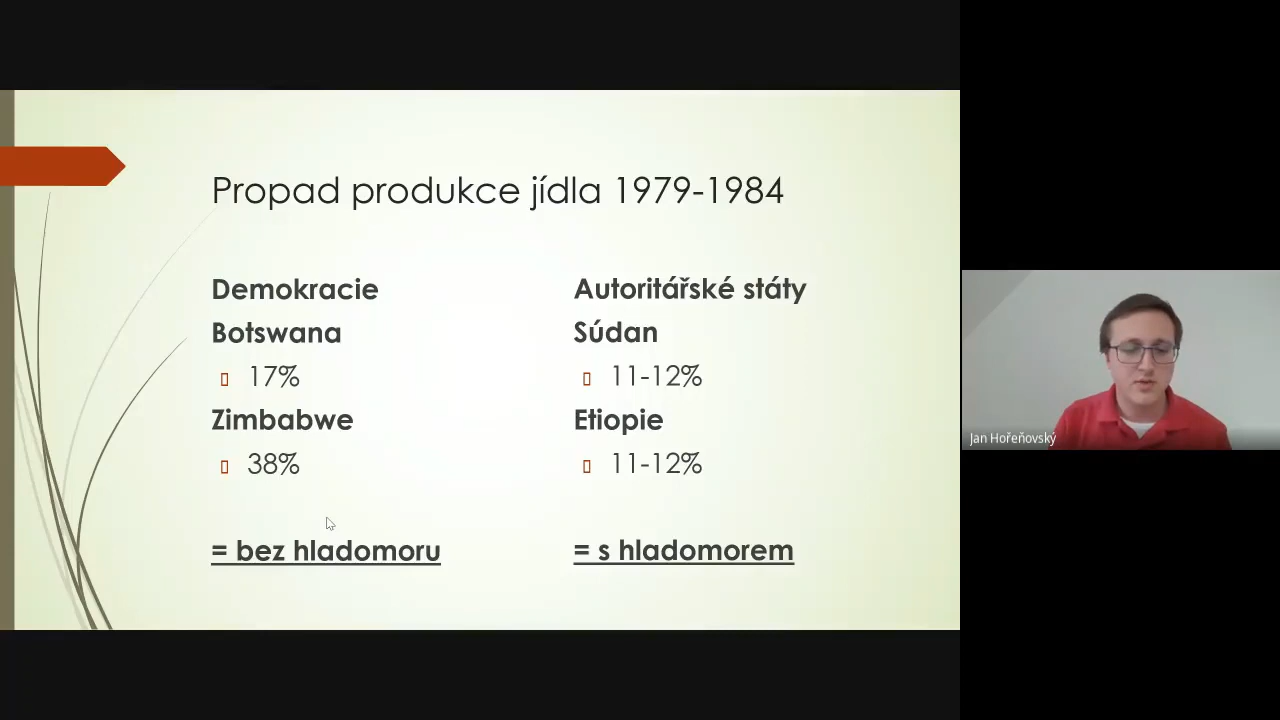 Propad produkce jídla 1979-1984
Demokracie
Botswana
17%
Zimbabwe
38%
= bez hladomoru
Autoritářské státy
Súdan
11-12%
Etiopie
11-12%
= s hladomorem
Jan Hořeňovský